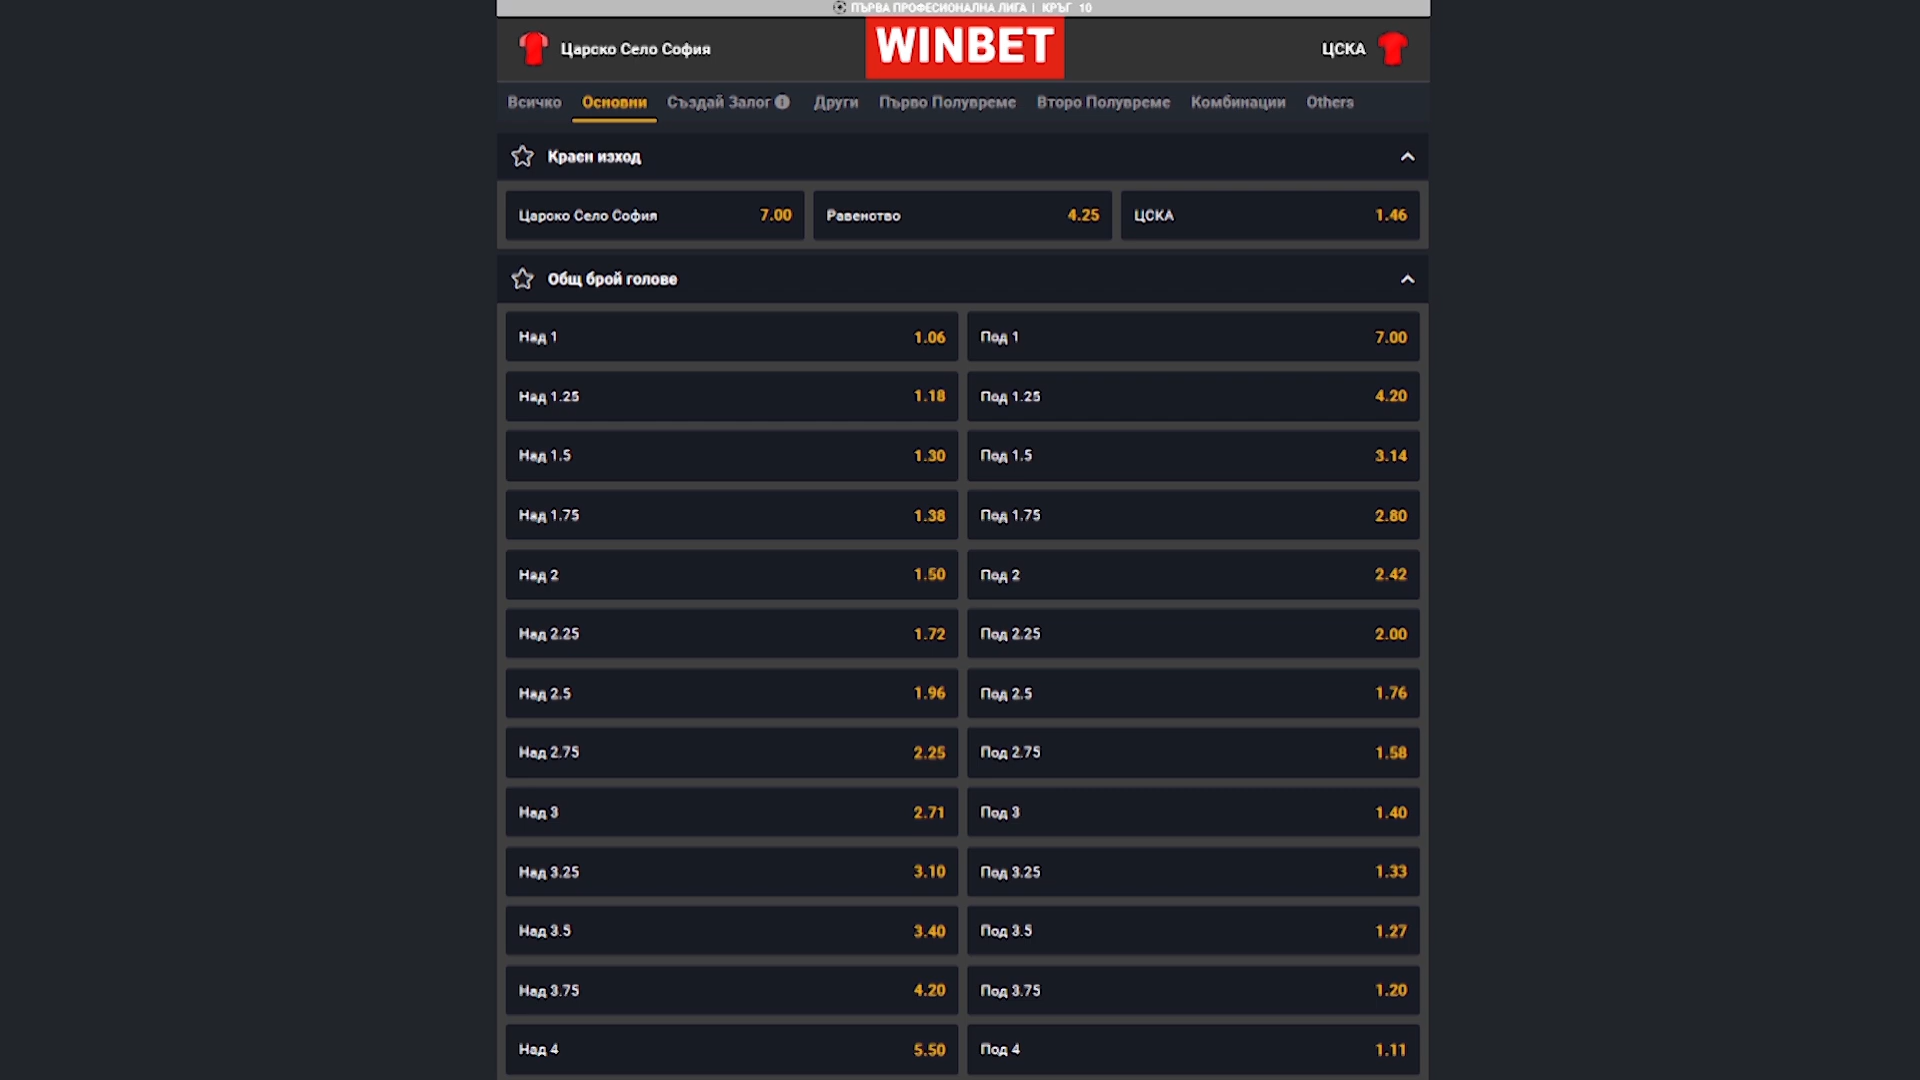 ПЪРВА ПРОФЕСИОНАЛНА ЛИГА | КРЪГ 10
Царско Село София WINBET ЦСКА
Всичко Основни Създай Залог Други Първо Полувреме Второ Полувреме Комбинации Others
Краен изход
Царско Село София 7.00 Равенство 4.25 ЦСКА 1.46
Общ брой голове
Над 1 1.06 Под 1 7.00
Над 1.25 1.18 Под 1.25 4.20
Над 1.5 1.30 Под 1.5 3.14
Над 1.75 1.38 Под 1.75 2.80
Над 2 1.50 Под 2 2.42
Над 2.25 1.72 Под 2.25 2.00
Над 2.5 1.96 Под 2.5 1.76
Над 2.75 2.25 Под 2.75 1.58
Над 3 2.71 Под 3 1.40
Над 3.25 3.10 Под 3.25 1.33
Над 3.5 3.40 Под 3.5 1.27
Над 3.75 4.20 Под 3.75 1.20
Над 4 5.50 Под 4 1.11